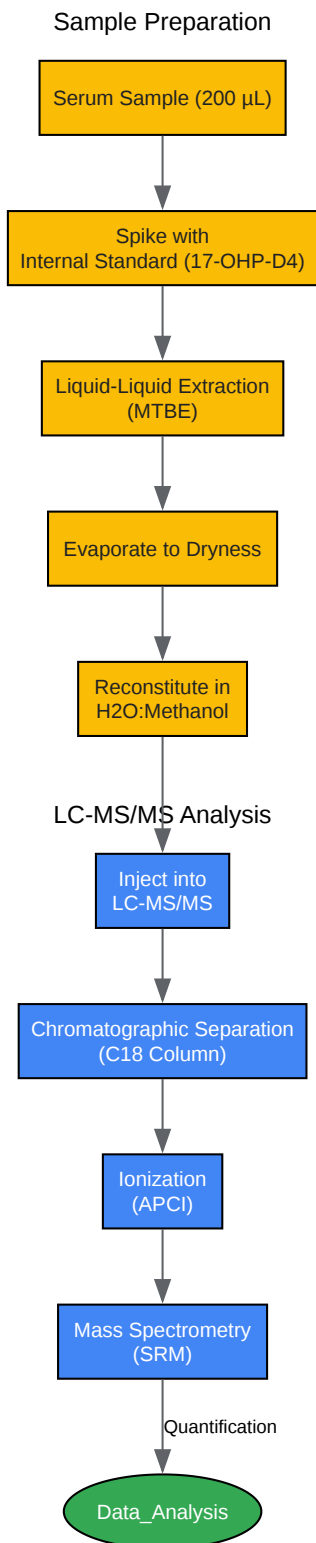 Sample Preparation
Serum Sample (200 µL)
Spike with
Internal Standard (17-OHP-D4)
Liquid-Liquid Extraction
(MTBE)
Evaporate to Dryness
Reconstitute in
H2O:Methanol
LC-MS/MS Analysis
Inject into
LC-MS/MS
Chromatographic Separation
(C18 Column)
Ionization
(APCI)
Mass Spectrometry
(SRM)
Quantification
Data_Analysis